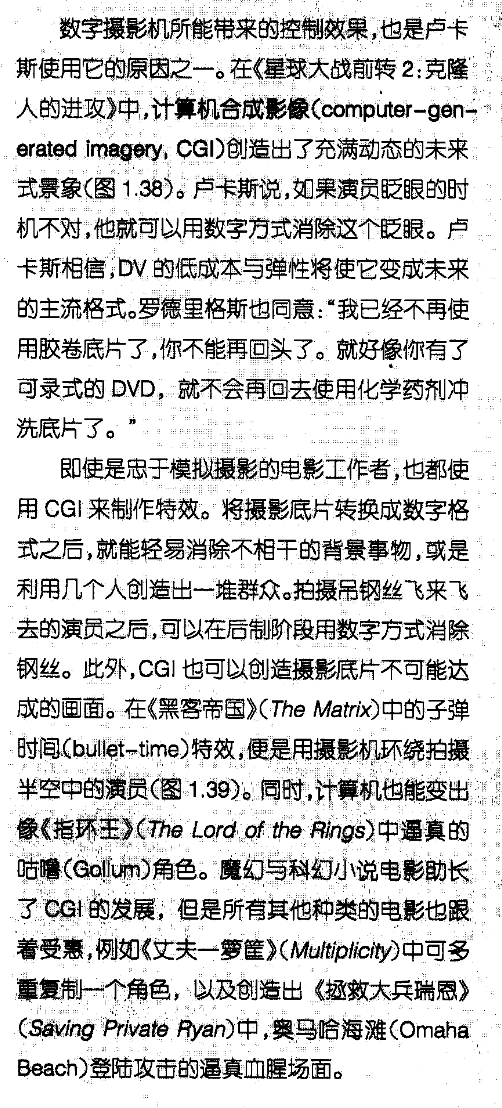 数字摄影机所能带来的控制效果,也是卢卡
斯使用它的原因之一。在《星球大战前转2:克隆
人的进攻》中,计算机合成影像(computer-gen-
erated imagery, CGI)创造出了充满动态的未来
式景象(图1.38)。卢卡斯说,如果演员眨眼的时
机不对,他就可以用数字方式消除这个眨眼。卢
卡斯相信,DV的低成本与弹性将使它变成未来
的主流格式。罗德里格斯也同意:“我已经不再使
用胶卷底片了,你不能再回头了。就好像你有了
可录式的DVD，就不会再回去使用化学药剂冲
洗底片了。”
即使是忠于模拟摄影的电影工作者,也都使
用CGI来制作特效。将摄影底片转换成数字格
式之后,就能轻易消除不相干的背景事物,或是
利用几个人创造出一堆群众。拍摄吊钢丝飞来飞
去的演员之后,可以在后制阶段用数字方式消除
钢丝。此外,CGI也可以创造摄影底片不可能达
成的画面。在《黑客帝国》(The Matrix)中的子弹
时间(bullet-time)特效,便是用摄影机环绕拍摄
半空中的演员(图1.39)。同时,计算机也能变出
像《指环王》(The Lord of the Rings)中逼真的
咕噜(Gollum)角色。魔幻与科幻小说电影助长
了CGI的发展，但是所有其他种类的电影也跟
着受惠,例如《丈夫一箩筐》(Multiplicity)中可多
重复制一个角色，以及创造出《拯救大兵瑞恩》
(Saving Private Ryan)中,奥马哈海滩(Omaha
Beach)登陆攻击的逼真血腥场面。